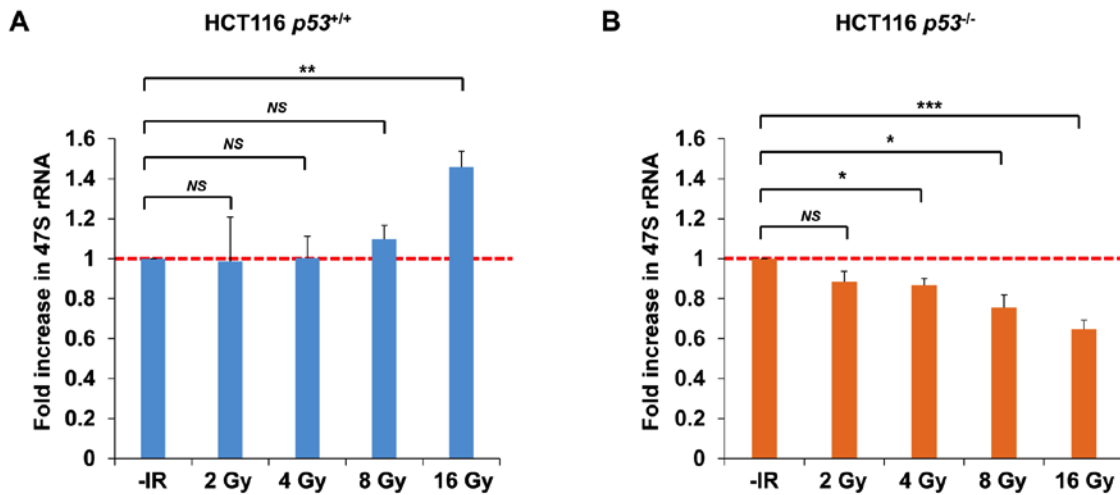 A
HCT116 p53+/+
**
NS
NS
NS
Fold increase in 47S rRNA
1.6
1.4
1.2
1
0.8
0.6
0.4
0.2
0
-IR 2 Gy 4 Gy 8 Gy 16 Gy
B
HCT116 p53-/-
***
*
*
NS
Fold increase in 47S rRNA
1.6
1.4
1.2
1
0.8
0.6
0.4
0.2
0
-IR 2 Gy 4 Gy 8 Gy 16 Gy